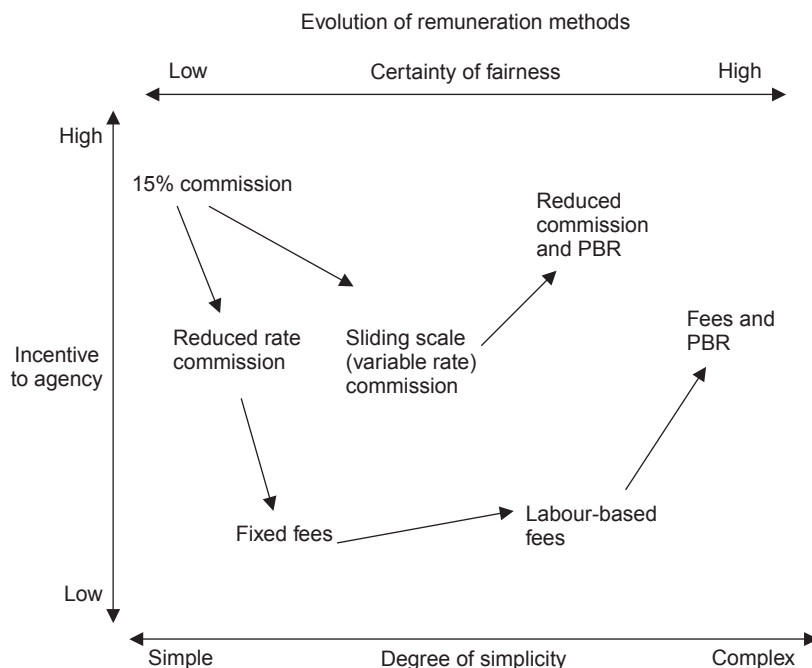 Evolution of remuneration methods
Low Certainty of fairness High
High
15% commission
Reduced
commission
and PBR
Reduced rate
commission
Sliding scale
(variable rate)
commission
Fees and
PBR
Incentive
to agency
Fixed fees
Labour-based
fees
Low
Simple Degree of simplicity Complex